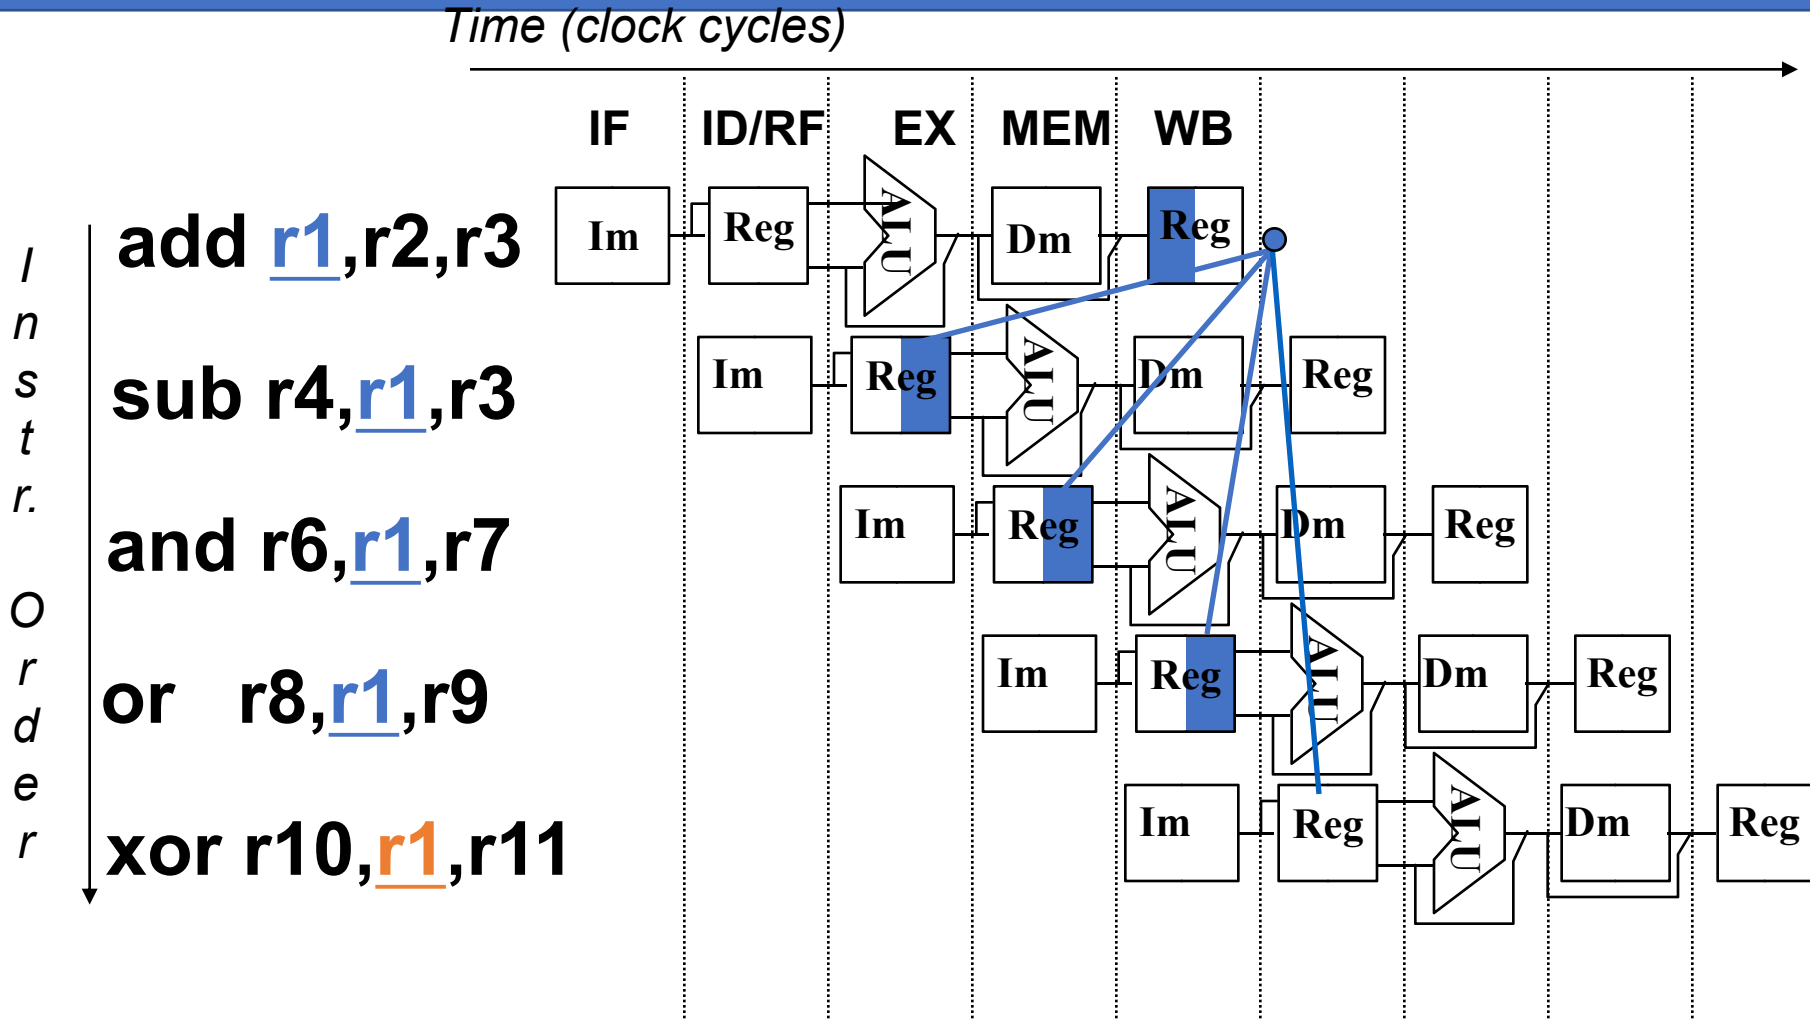 Time (clock cycles)
IF ID/RF EX MEM WB
Instr. Order
add r1,r2,r3
Im Reg ALU Dm Reg
sub r4,r1,r3
Im Reg ALU Dm Reg
and r6,r1,r7
Im Reg ALU Dm Reg
or r8,r1,r9
Im Reg ALU Dm Reg
xor r10,r1,r11
Im Reg ALU Dm Reg